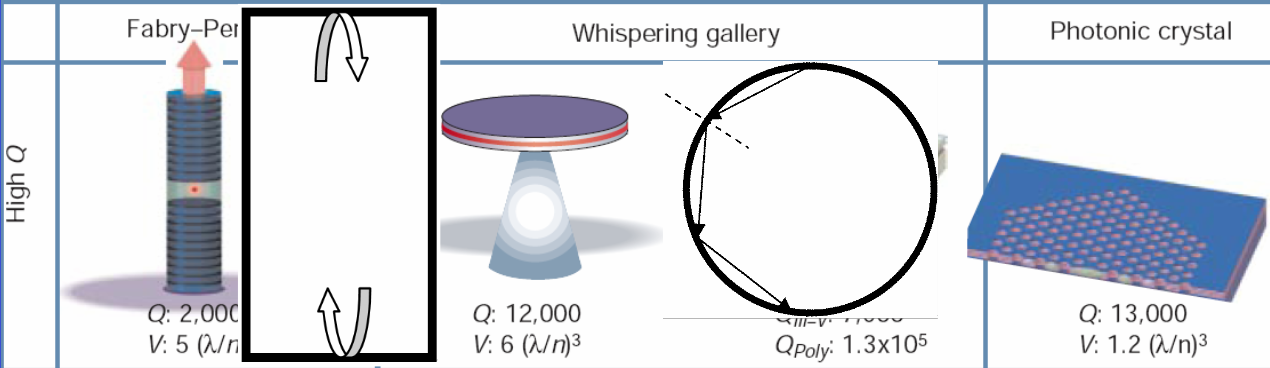 Fabry–Per
Whispering gallery
Photonic crystal
High Q
Q: 2,000
V: 5 (λ/n
Q: 12,000
V: 6 (λ/n)³
Q_Poly: 1.3x10⁵
Q: 13,000
V: 1.2 (λ/n)³